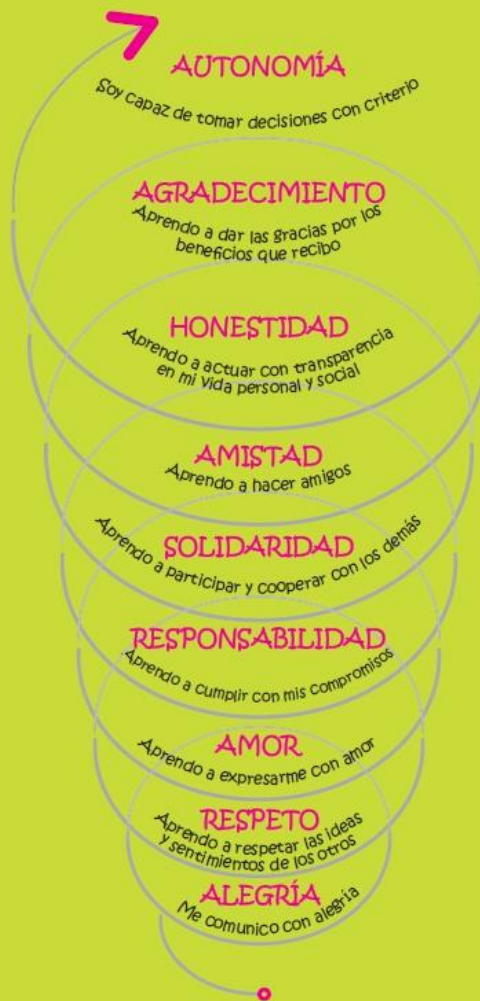 AUTONOMÍA
Soy capaz de tomar decisiones con criterio
AGRADECIMIENTO
Aprendo a dar las gracias por los
beneficios que recibo
HONESTIDAD
Aprendo a actuar con transparencia
en mi vida personal y social
AMISTAD
Aprendo a hacer amigos
SOLIDARIDAD
Aprendo a participar y cooperar con los demás
RESPONSABILIDAD
Aprendo a cumplir con mis compromisos
AMOR
Aprendo a expresarme con amor
RESPETO
Aprendo a respetar las ideas
y sentimientos de los otros
ALEGRÍA
Me comunico con alegria